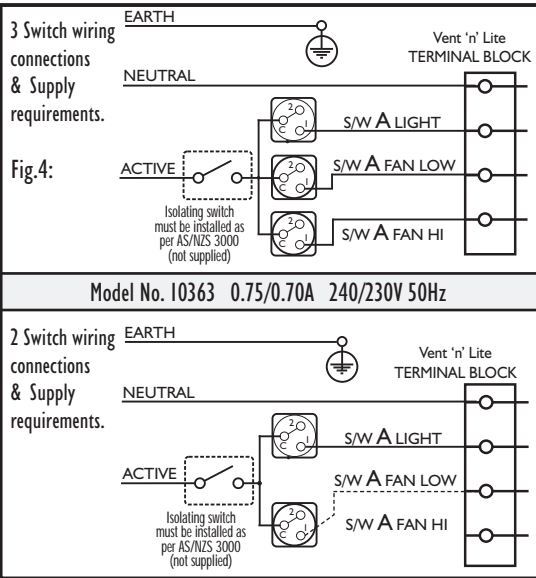 3 Switch wiring
connections
& Supply
requirements.
Fig.4:
EARTH
Vent 'n' Lite
TERMINAL BLOCK
NEUTRAL
2
C
1
S/W A LIGHT
ACTIVE
2
C
1
S/W A FAN LOW
Isolating switch
must be installed as
per AS/NZS 3000
(not supplied)
2
C
1
S/W A FAN HI
Model No. 10363 0.75/0.70A 240/230V 50Hz
2 Switch wiring
connections
& Supply
requirements.
EARTH
Vent 'n' Lite
TERMINAL BLOCK
NEUTRAL
2
C
1
S/W A LIGHT
ACTIVE
S/W A FAN LOW
Isolating switch
must be installed as
per AS/NZS 3000
(not supplied)
2
C
1
S/W A FAN HI